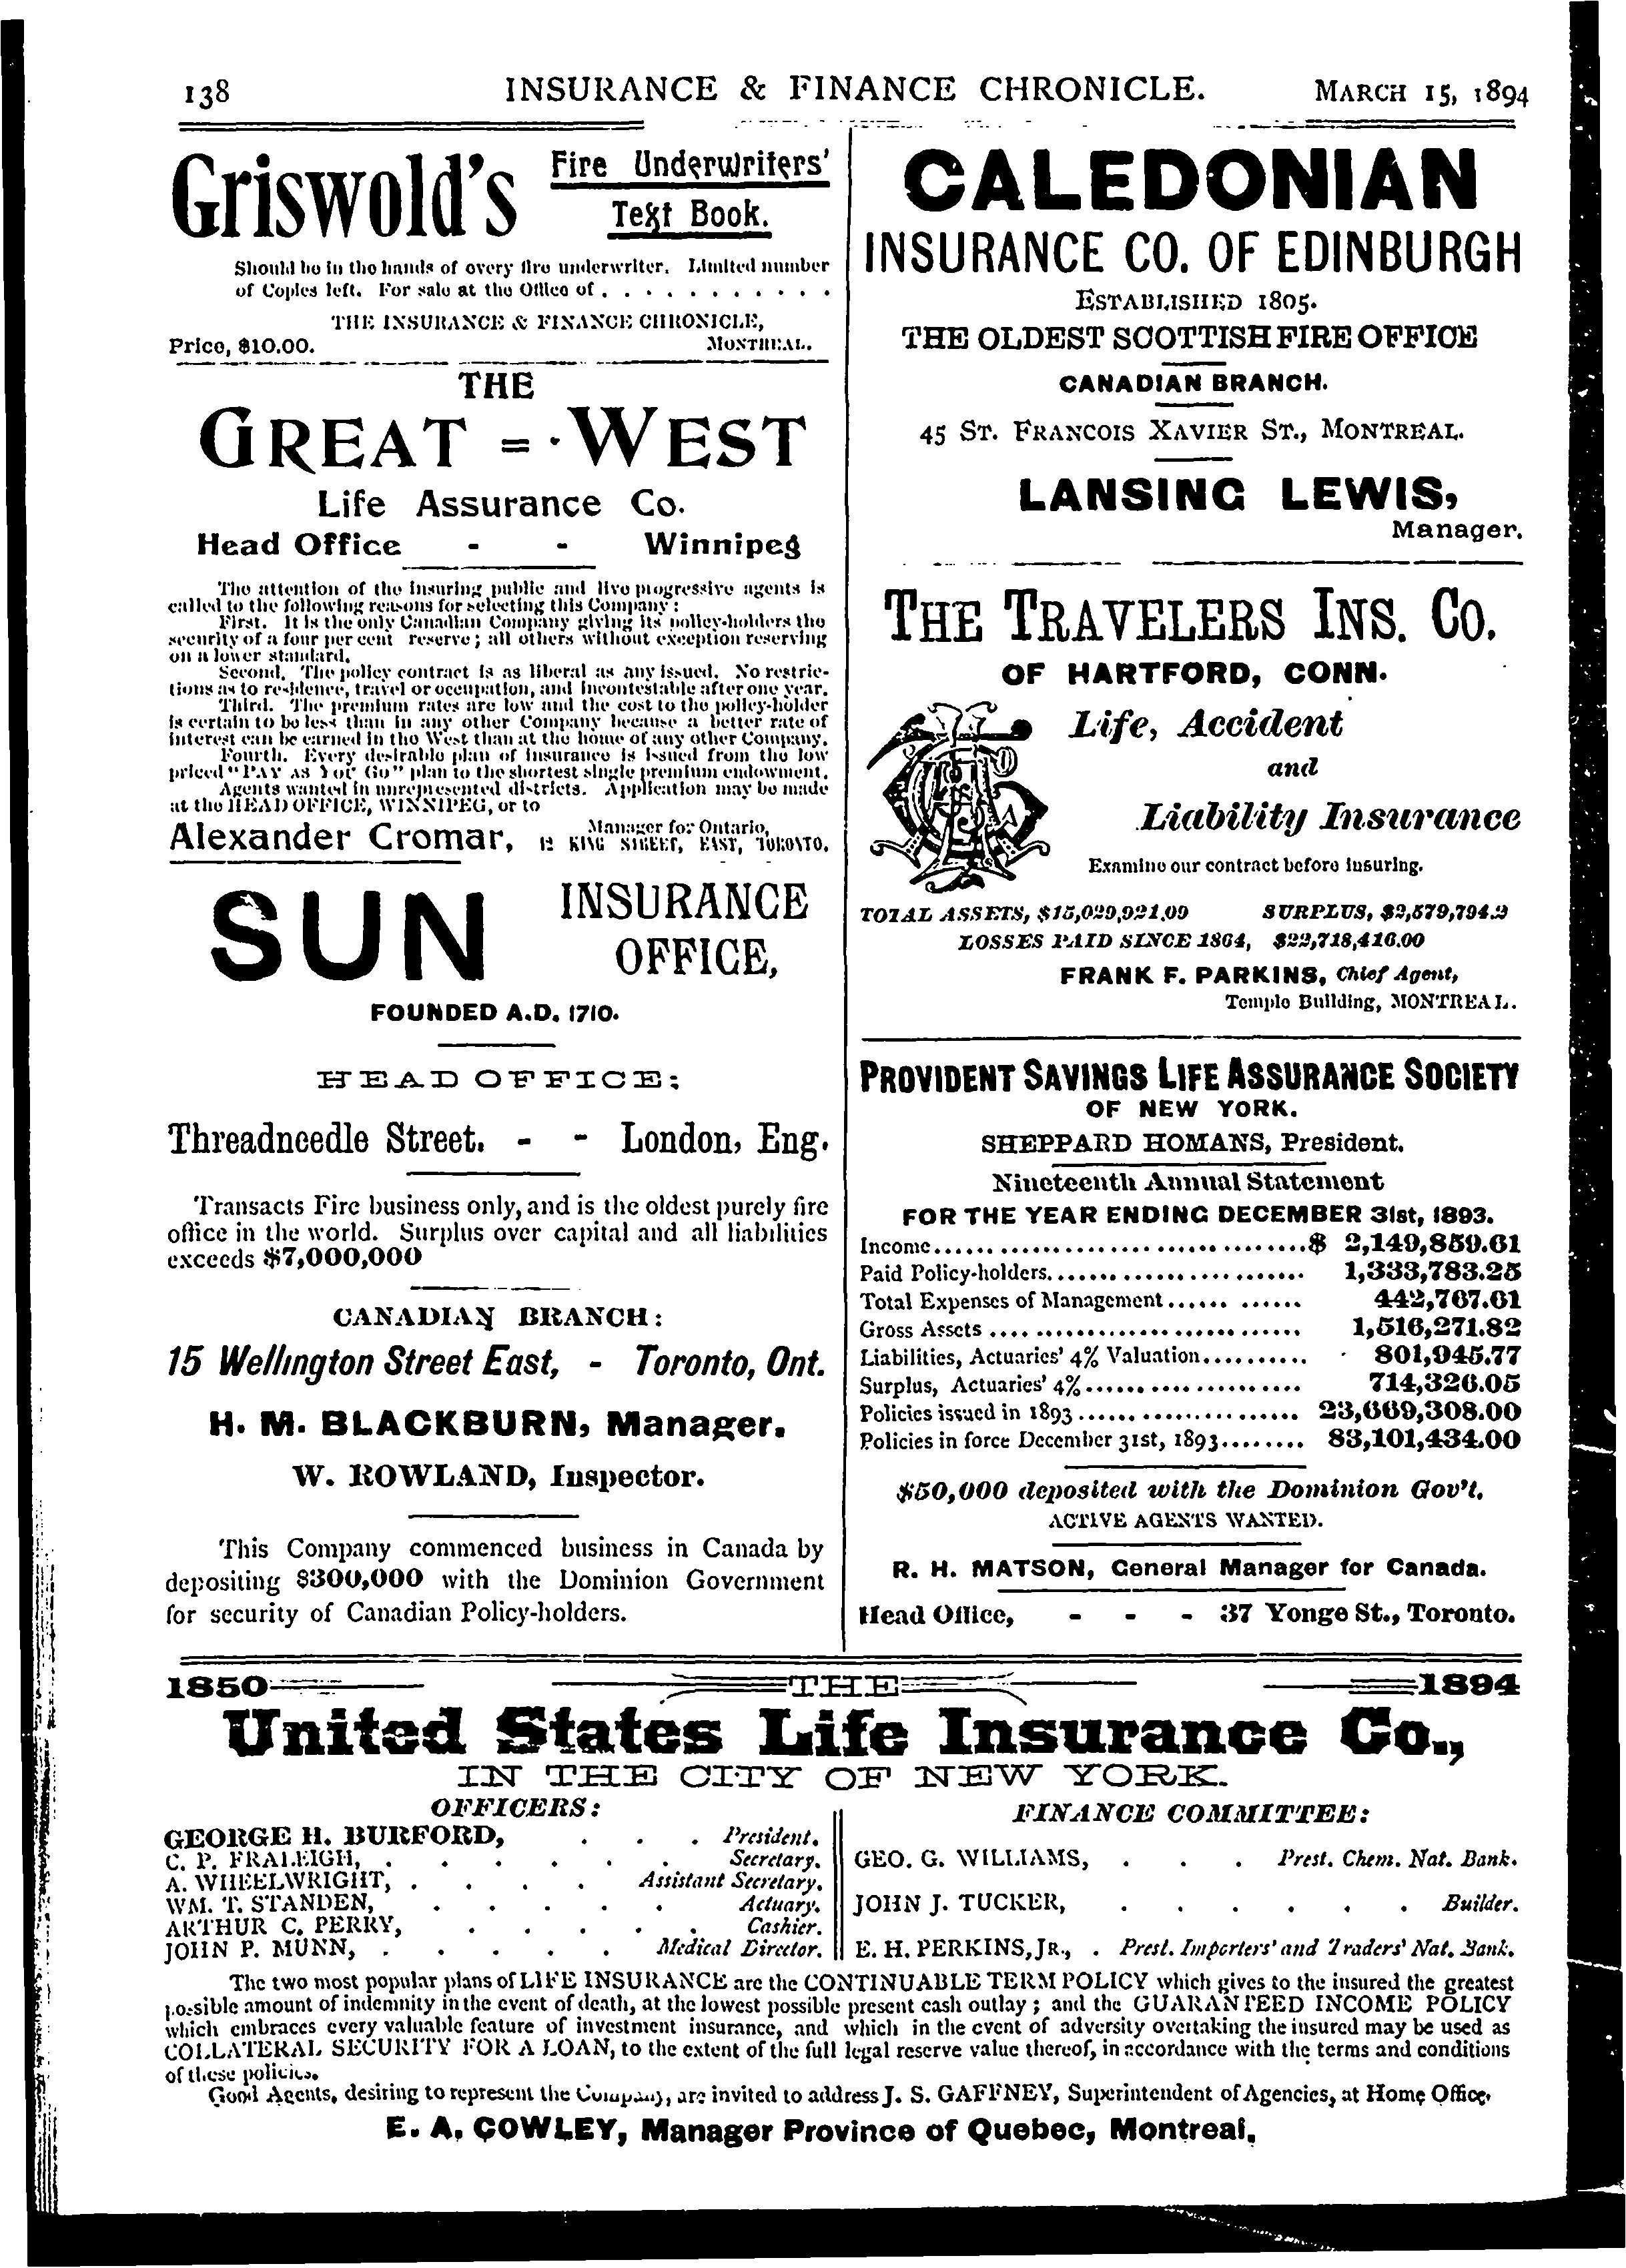 138 INSURANCE & FINANCE CHRONICLE. MARCH 15, 1894
Griswold's Fire Underwriters'
Text Book.
Should be in the hands of every fire underwriter. Limited number
of Copies left. For sale at the Office of . . . . . . . . . . .
THE INSURANCE & FINANCE CHRONICLE,
Price, $10.00. MONTREAL.
THE
GREAT = WEST
Life Assurance Co.
Head Office - - Winnipeg
The attention of the insuring public and live progressive agents is
called to the following reasons for selecting this Company:
First. It is the only Canadian Company giving its policy-holders the
security of a four per cent reserve; all others without exception reserving
on a lower standard.
Second. The policy contract is as liberal as any issued. No restric-
tions as to residence, travel or occupation, and incontestable after one year.
Third. The premium rates are low and the cost to the policy-holder
is certain to be less than in any other Company because a better rate of
interest can be earned in the West than at the home of any other Company.
Fourth. Every desirable plan of insurance is issued from the low
priced "PAY AS YOU GO" plan to the shortest single premium endowment.
Agents wanted in unrepresented districts. Application may be made
at the HEAD OFFICE, WINNIPEG, or to
Alexander Cromar, Manager for Ontario,
12 KING STREET, EAST, TORONTO.
SUN INSURANCE
OFFICE,
FOUNDED A.D. 1710.
HEAD OFFICE:
Threadneedle Street. - - London, Eng.
Transacts Fire business only, and is the oldest purely fire
office in the world. Surplus over capital and all liabilities
exceeds $7,000,000
CANADIAN BRANCH:
15 Wellington Street East, - Toronto, Ont.
H. M. BLACKBURN, Manager.
W. ROWLAND, Inspector.
This Company commenced business in Canada by
depositing $300,000 with the Dominion Government
for security of Canadian Policy-holders.
CALEDONIAN
INSURANCE CO. OF EDINBURGH
ESTABLISHED 1805.
THE OLDEST SCOTTISH FIRE OFFICE
CANADIAN BRANCH.
45 ST. FRANCOIS XAVIER ST., MONTREAL.
LANSING LEWIS,
Manager.
THE TRAVELERS INS. CO.
OF HARTFORD, CONN.
Life, Accident
and
Liability Insurance
Examine our contract before insuring.
TOTAL ASSETS, $15,029,921.09 SURPLUS, $2,579,794.2
LOSSES PAID SINCE 1864, $22,718,416.00
FRANK F. PARKINS, Chief Agent,
Temple Building, MONTREAL.
PROVIDENT SAVINGS LIFE ASSURANCE SOCIETY
OF NEW YORK.
SHEPPARD HOMANS, President.
Nineteenth Annual Statement
FOR THE YEAR ENDING DECEMBER 31st, 1893.
Income........................................$ 2,149,859.61
Paid Policy-holders........................... 1,333,783.25
Total Expenses of Management...... ...... 442,767.61
Gross Assets .................................. 1,516,271.82
Liabilities, Actuaries' 4% Valuation.......... 801,945.77
Surplus, Actuaries' 4%....................... 714,326.05
Policies issued in 1893....................... 23,669,308.00
Policies in force December 31st, 1893......... 83,101,434.00
$50,000 deposited with the Dominion Gov't.
ACTIVE AGENTS WANTED.
R. H. MATSON, General Manager for Canada.
Head Office, - - - 37 Yonge St., Toronto.
1850 THE 1894
United States Life Insurance Co.,
IN THE CITY OF NEW YORK.
OFFICERS:
GEORGE H. BURFORD, . . . President.
C. P. FRALEIGH, . . . . . . Secretary.
A. WHEELWRIGHT, . . . . Assistant Secretary.
WM. T. STANDEN, . . . . . Actuary.
ARTHUR C. PERRY, . . . . . Cashier.
JOHN P. MUNN, . . . . . Medical Director.
FINANCE COMMITTEE:
GEO. G. WILLIAMS, . . . Prest. Chem. Nat. Bank.
JOHN J. TUCKER, . . . . . . Builder.
E. H. PERKINS, JR., . Prest. Importers' and Traders' Nat. Bank.
The two most popular plans of LIFE INSURANCE are the CONTINUABLE TERM POLICY which gives to the insured the greatest
possible amount of indemnity in the event of death, at the lowest possible present cash outlay; and the GUARANTEED INCOME POLICY
which embraces every valuable feature of investment insurance, and which in the event of adversity overtaking the insured may be used as
COLLATERAL SECURITY FOR A LOAN, to the extent of the full legal reserve value thereof, in accordance with the terms and conditions
of these policies.
Good Agents, desiring to represent the Company, are invited to address J. S. GAFFNEY, Superintendent of Agencies, at Home Office.
E. A. COWLEY, Manager Province of Quebec, Montreal.